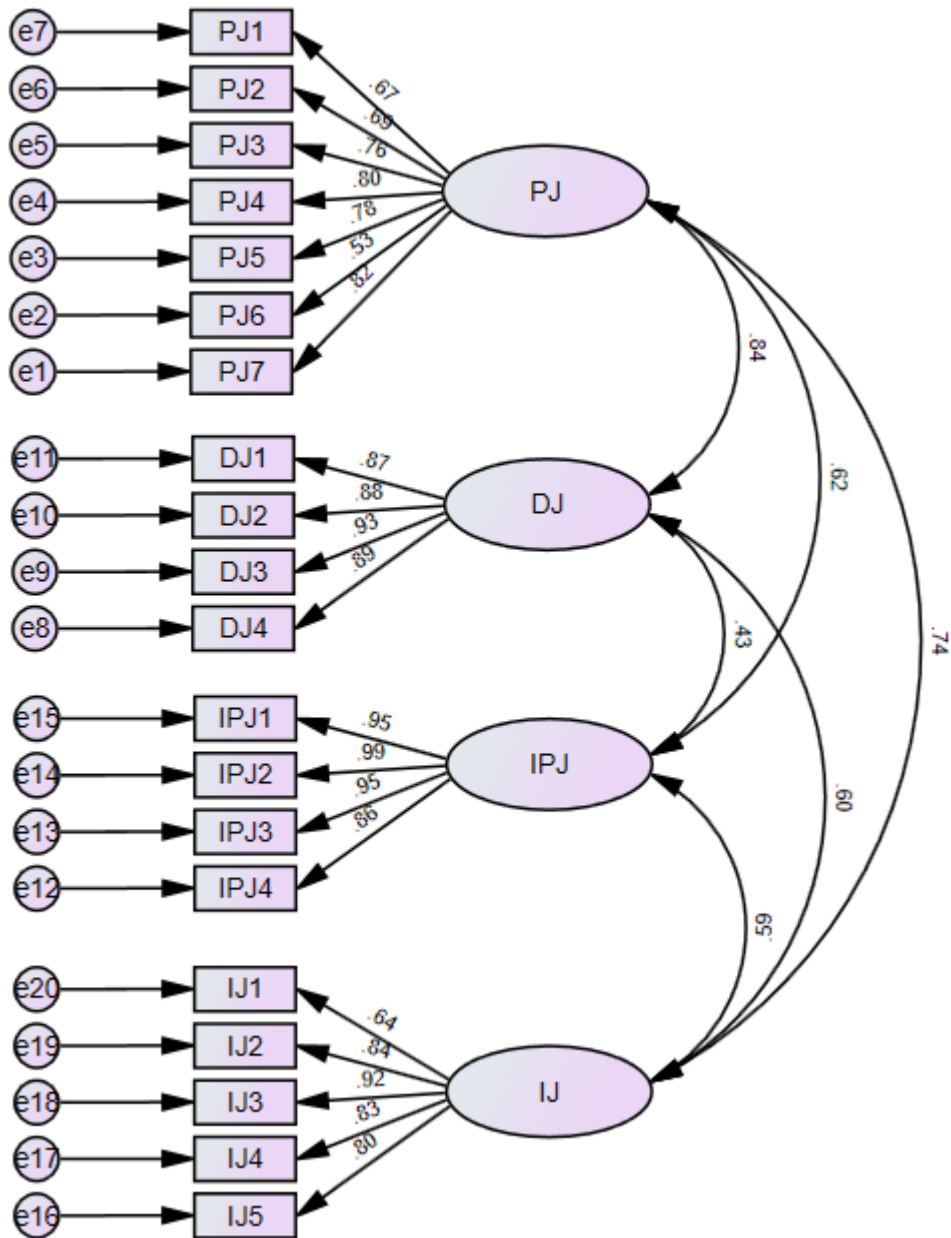 e7 PJ1
e6 PJ2
e5 PJ3
e4 PJ4
e3 PJ5
e2 PJ6
e1 PJ7
.67
.69
.76
.80
.78
.53
.82
PJ
e11 DJ1
e10 DJ2
e9 DJ3
e8 DJ4
.87
.88
.93
.89
DJ
e15 IPJ1
e14 IPJ2
e13 IPJ3
e12 IPJ4
.95
.99
.95
.86
IPJ
e20 IJ1
e19 IJ2
e18 IJ3
e17 IJ4
e16 IJ5
.64
.84
.92
.83
.80
IJ
.84
.62
.74
.43
.60